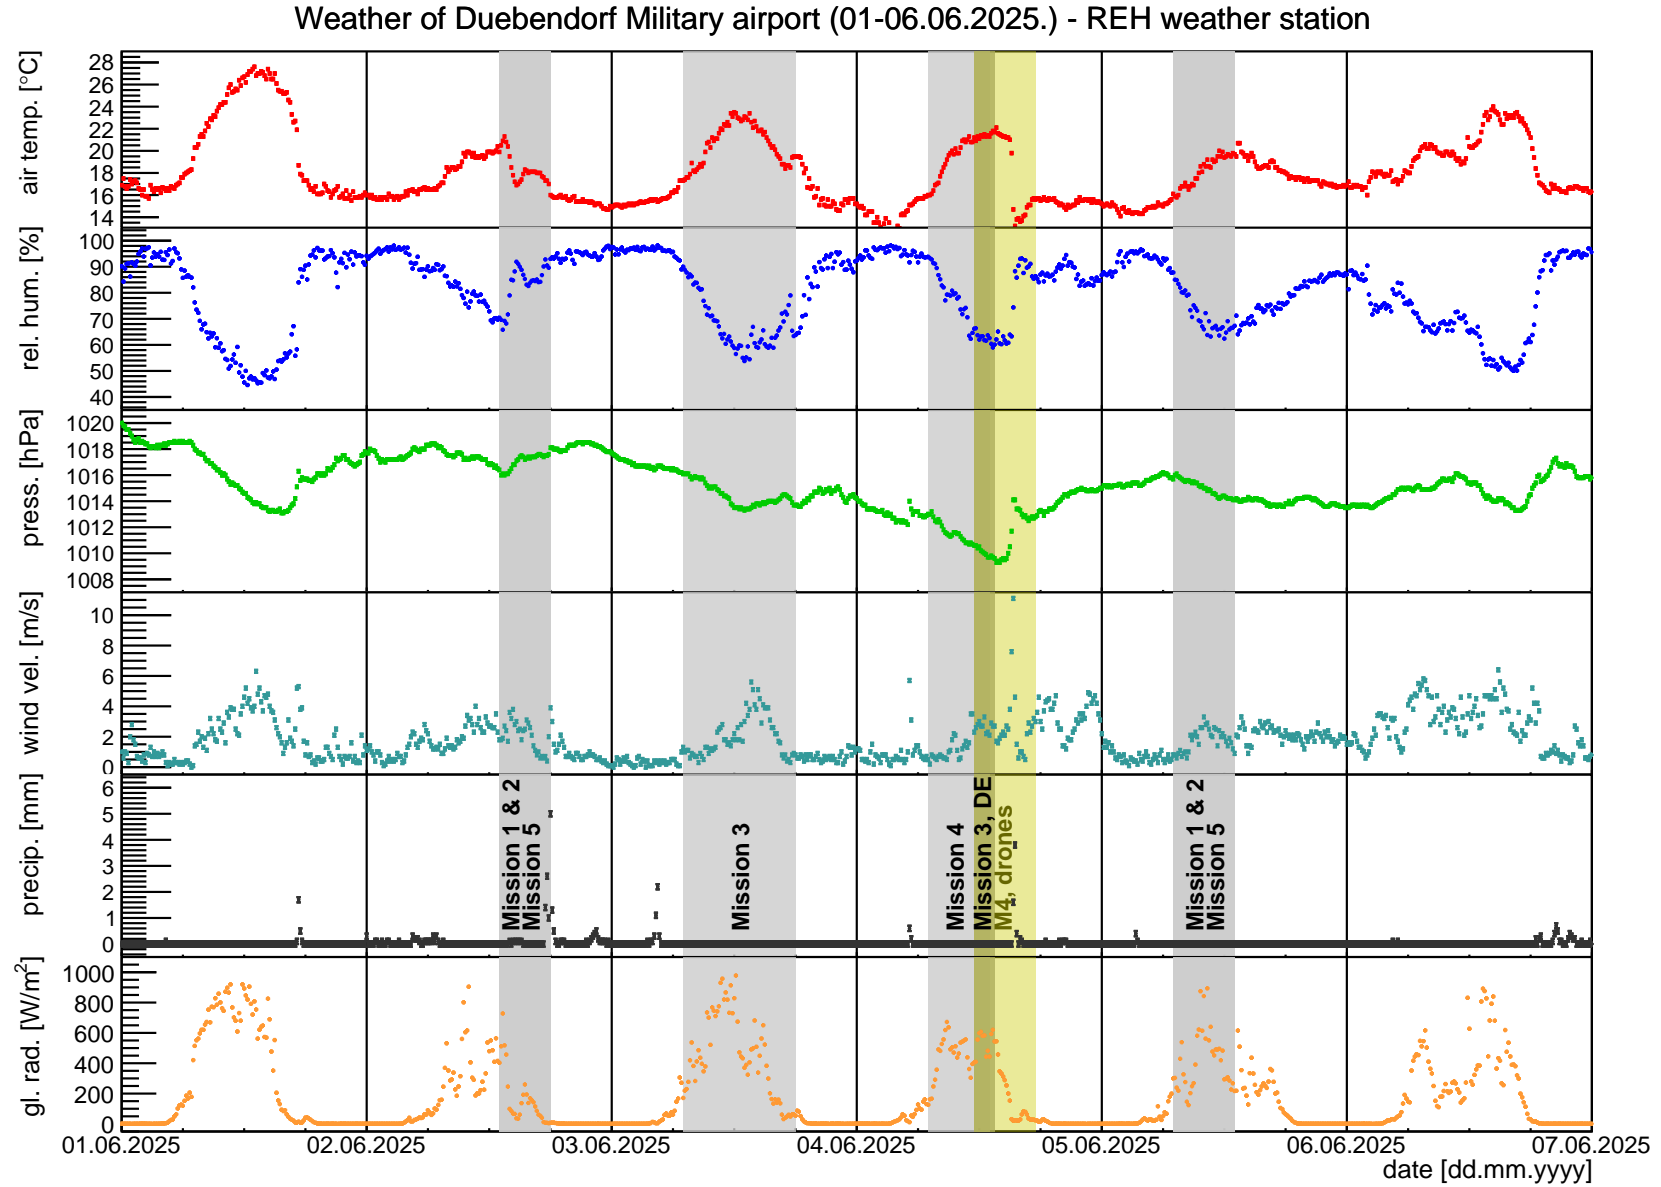 Weather of Duebendorf Military airport (01-06.06.2025.) - REH weather station
air temp. [°C]
28
26
24
22
20
18
16
14
rel. hum. [%]
100
90
80
70
60
50
40
press. [hPa]
1020
1018
1016
1014
1012
1010
1008
wind vel. [m/s]
10
8
6
4
2
0
precip. [mm]
6
5
4
3
2
1
0
Mission 1 & 2
Mission 5
Mission 3
Mission 4
Mission 3, DE
M4, drones
Mission 1 & 2
Mission 5
gl. rad. [W/m²]
1000
800
600
400
200
0
01.06.2025 02.06.2025 03.06.2025 04.06.2025 05.06.2025 06.06.2025 07.06.2025
date [dd.mm.yyyy]